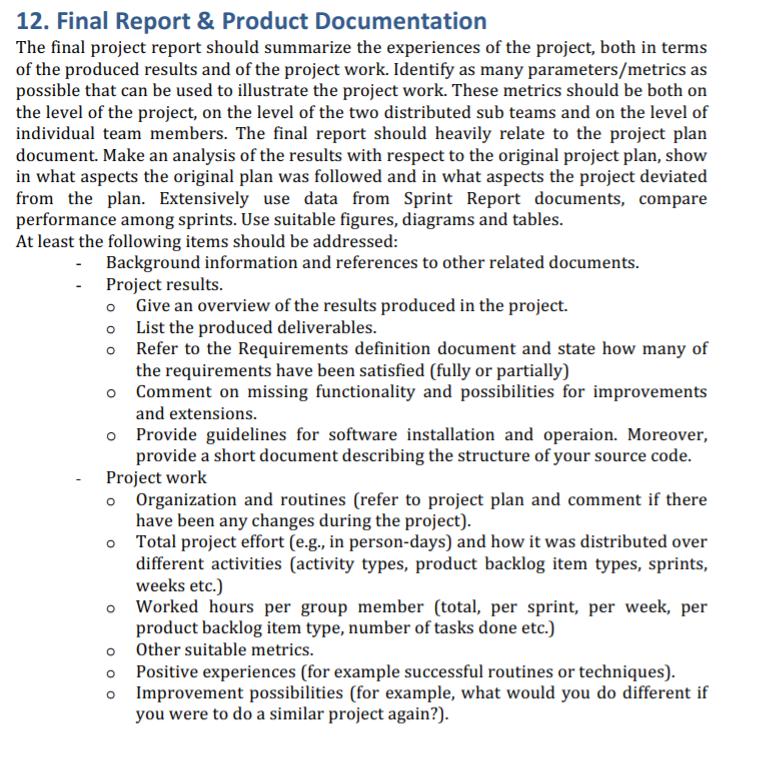 12. Final Report & Product Documentation
The final project report should summarize the experiences of the project, both in terms
of the produced results and of the project work. Identify as many parameters/metrics as
possible that can be used to illustrate the project work. These metrics should be both on
the level of the project, on the level of the two distributed sub teams and on the level of
individual team members. The final report should heavily relate to the project plan
document. Make an analysis of the results with respect to the original project plan, show
in what aspects the original plan was followed and in what aspects the project deviated
from the plan. Extensively use data from Sprint Report documents, compare
performance among sprints. Use suitable figures, diagrams and tables.
At least the following items should be addressed:
- Background information and references to other related documents.
- Project results.
o Give an overview of the results produced in the project.
o List the produced deliverables.
o Refer to the Requirements definition document and state how many of
the requirements have been satisfied (fully or partially)
o Comment on missing functionality and possibilities for improvements
and extensions.
o Provide guidelines for software installation and operaion. Moreover,
provide a short document describing the structure of your source code.
- Project work
o Organization and routines (refer to project plan and comment if there
have been any changes during the project).
o Total project effort (e.g., in person-days) and how it was distributed over
different activities (activity types, product backlog item types, sprints,
weeks etc.)
o Worked hours per group member (total, per sprint, per week, per
product backlog item type, number of tasks done etc.)
o Other suitable metrics.
o Positive experiences (for example successful routines or techniques).
o Improvement possibilities (for example, what would you do different if
you were to do a similar project again?).